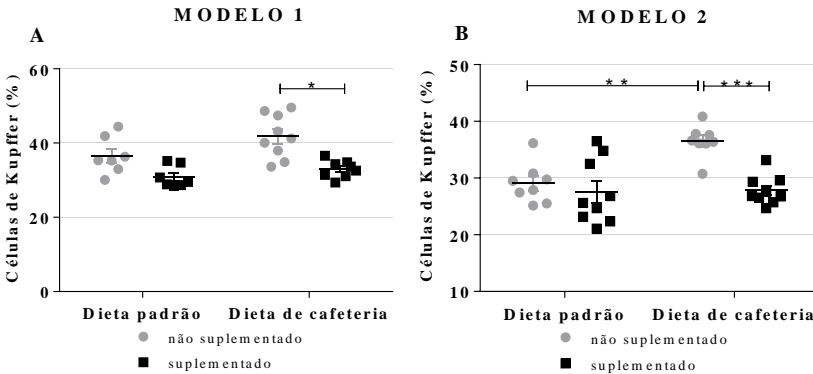 MODELO 1
A
Células de Kupffer (%)
60
40
20
0
*
Dieta padrão
Dieta de cafeteria
não suplementado
suplementado
MODELO 2
B
Células de Kupffer (%)
50
40
30
20
10
**
***
Dieta padrão
Dieta de cafeteria
não suplementado
suplementado